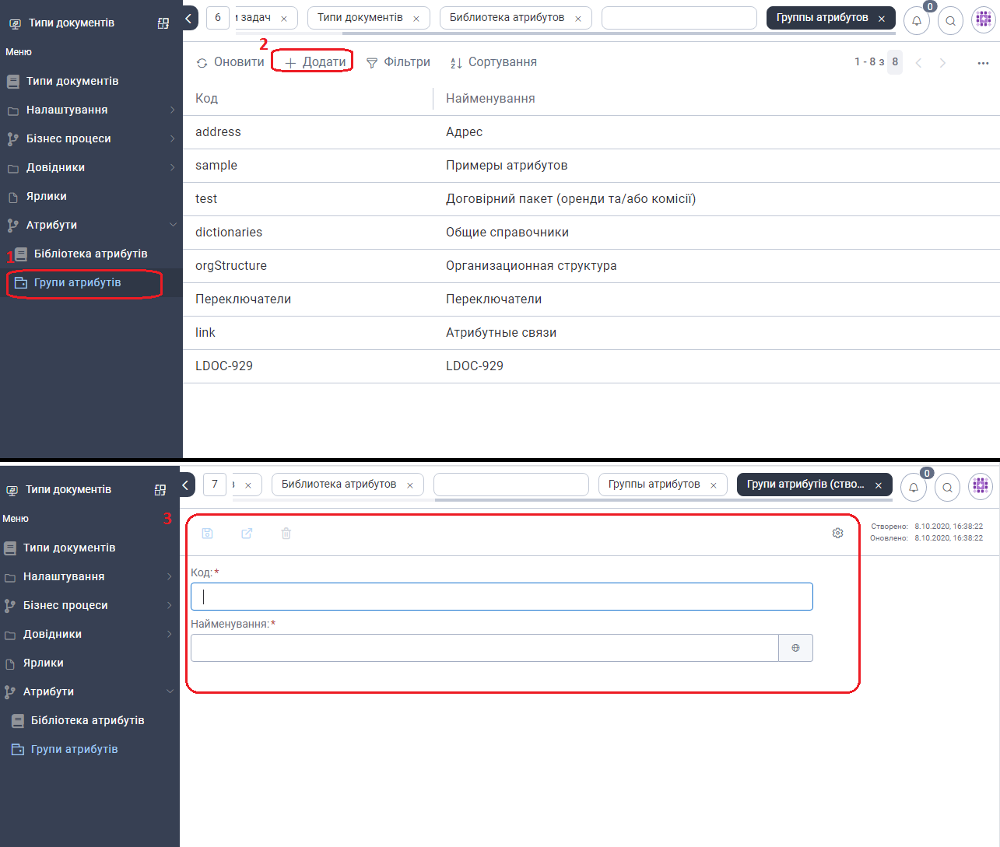 Типи документів
Меню
Типи документів
Налаштування
Бізнес процеси
Довідники
Ярлики
Атрибути
1
Бібліотека атрибутів
Групи атрибутів
6
задач ×
Типи документів ×
Библиотека атрибутов ×
Группы атрибутов ×
0
2
Оновити
+ Додати
Фільтри
Сортування
1 - 8 з 8
...
Код Найменування
address Адрес
sample Примеры атрибутов
test Договірний пакет (оренди та/або комісії)
dictionaries Общие справочники
orgStructure Организационная структура
Переключатели Переключатели
link Атрибутные связи
LDOC-929 LDOC-929
Типи документів
Меню
3
Типи документів
Налаштування
Бізнес процеси
Довідники
Ярлики
Атрибути
Бібліотека атрибутів
Групи атрибутів
7
×
Библиотека атрибутов ×
Группы атрибутов ×
Групи атрибутів (ство... ×
0
Створено: 8.10.2020, 16:38:22
Оновлено: 8.10.2020, 16:38:22
Код:*
Найменування:*